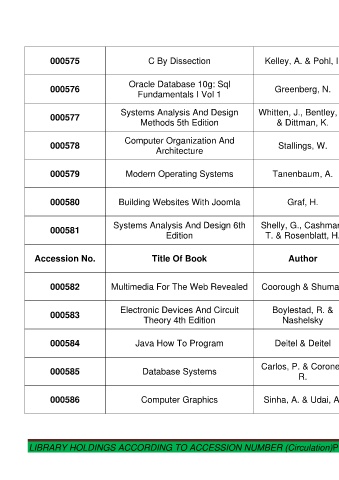 000575 C By Dissection Kelley, A. & Pohl, I
000576 Oracle Database 10g: Sql Fundamentals I Vol 1 Greenberg, N.
000577 Systems Analysis And Design Methods 5th Edition Whitten, J., Bentley, & Dittman, K.
000578 Computer Organization And Architecture Stallings, W.
000579 Modern Operating Systems Tanenbaum, A.
000580 Building Websites With Joomla Graf, H.
000581 Systems Analysis And Design 6th Edition Shelly, G., Cashman T. & Rosenblatt, H.
Accession No. Title Of Book Author
000582 Multimedia For The Web Revealed Coorough & Shuma
000583 Electronic Devices And Circuit Theory 4th Edition Boylestad, R. & Nashelsky
000584 Java How To Program Deitel & Deitel
000585 Database Systems Carlos, P. & Corone R.
000586 Computer Graphics Sinha, A. & Udai, A
LIBRARY HOLDINGS ACCORDING TO ACCESSION NUMBER (Circulation)P